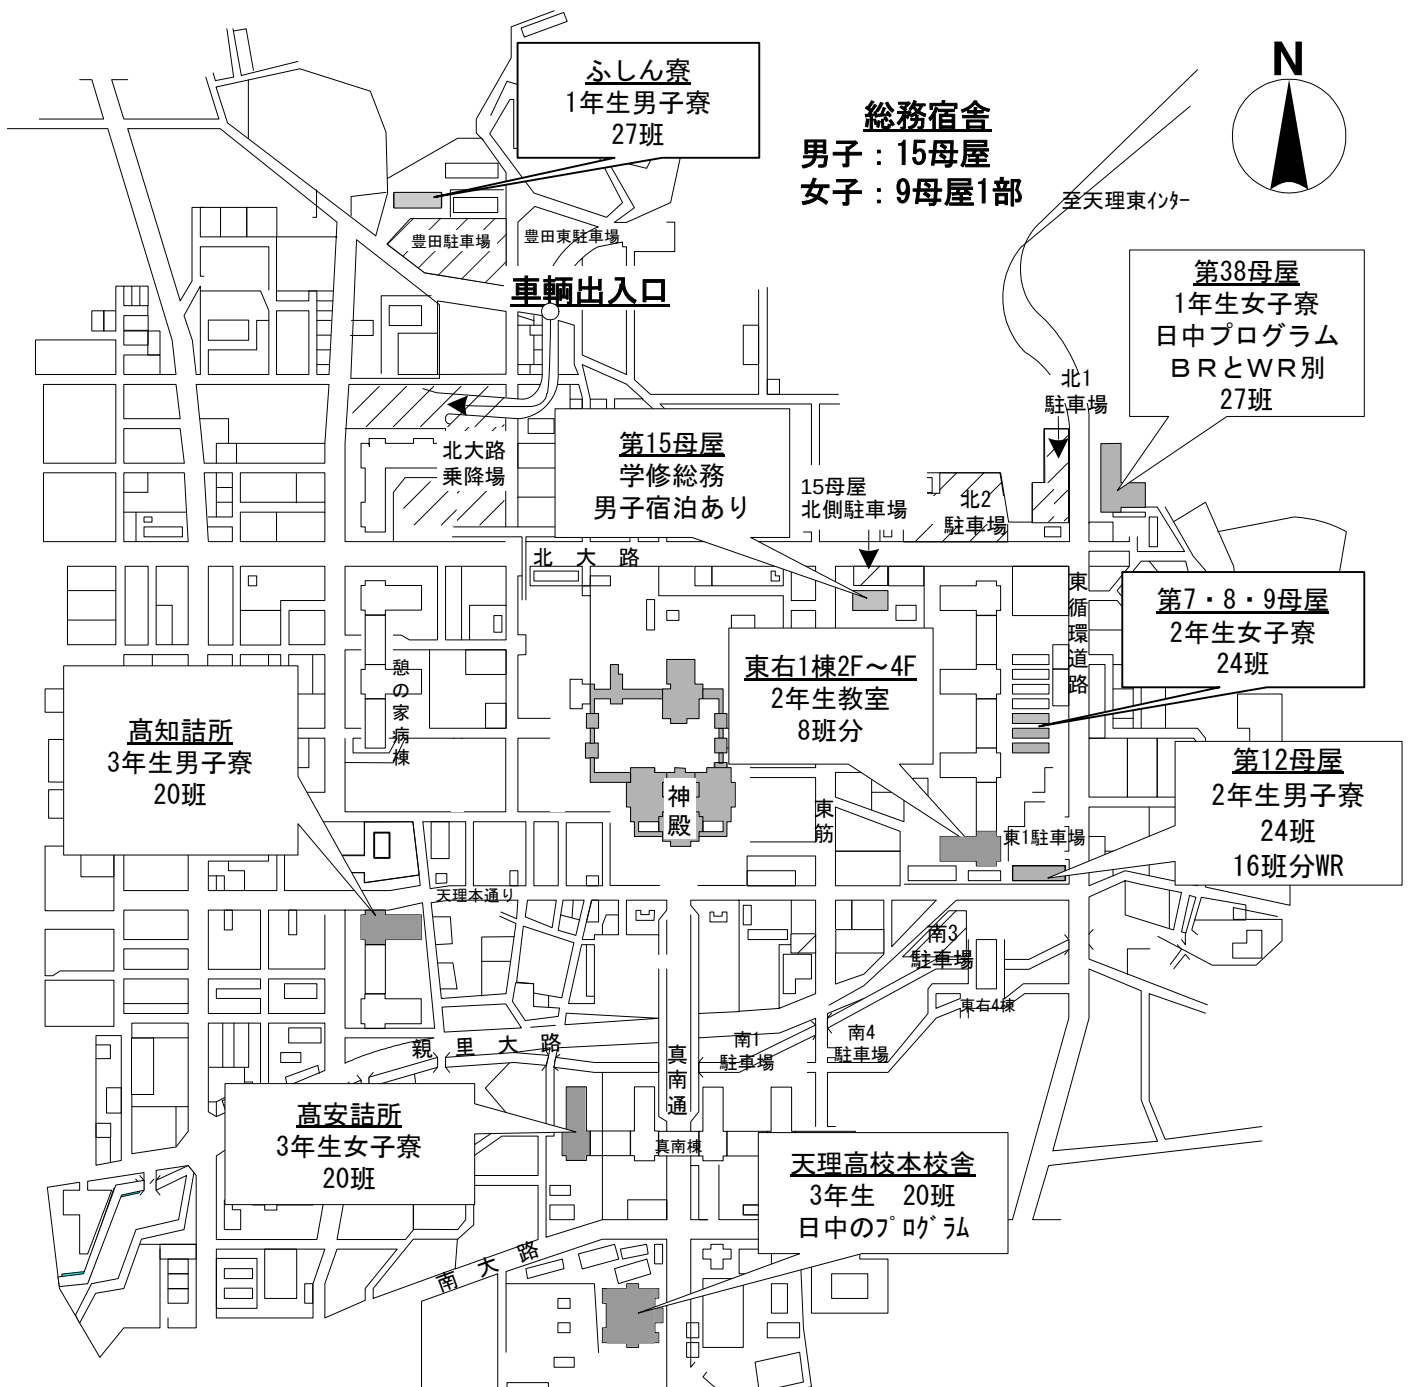 N
ふしん寮
1年生男子寮
27班
総務宿舎
男子：15母屋
女子：9母屋1部
至天理東ｲﾝﾀｰ
豊田駐車場
豊田東駐車場
車輌出入口
第38母屋
1年生女子寮
日中プログラム
ＢＲとＷＲ別
27班
北1
駐車場
北大路
乗降場
第15母屋
学修総務
男子宿泊あり
15母屋
北側駐車場
北2
駐車場
北大路
東循環道路
第7・8・9母屋
2年生女子寮
24班
憩の家病棟
東右1棟2F～4F
2年生教室
8班分
髙知詰所
3年生男子寮
20班
神殿
東筋
第12母屋
2年生男子寮
24班
16班分WR
東1駐車場
天理本通り
南3
駐車場
東右4棟
親里大路
真南通
南1
駐車場
南4
駐車場
髙安詰所
3年生女子寮
20班
真南棟
天理高校本校舎
3年生　20班
日中のﾌﾟﾛｸﾞﾗﾑ
南大路